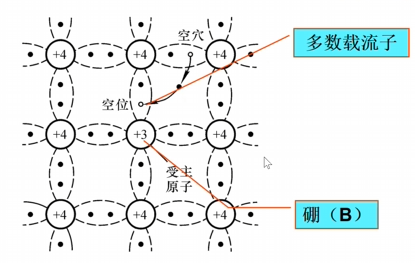 空穴
+4 +4 +4
多数载流子
空位
+4 +3 +4
受主
原子
+4 +4 +4
硼（B）